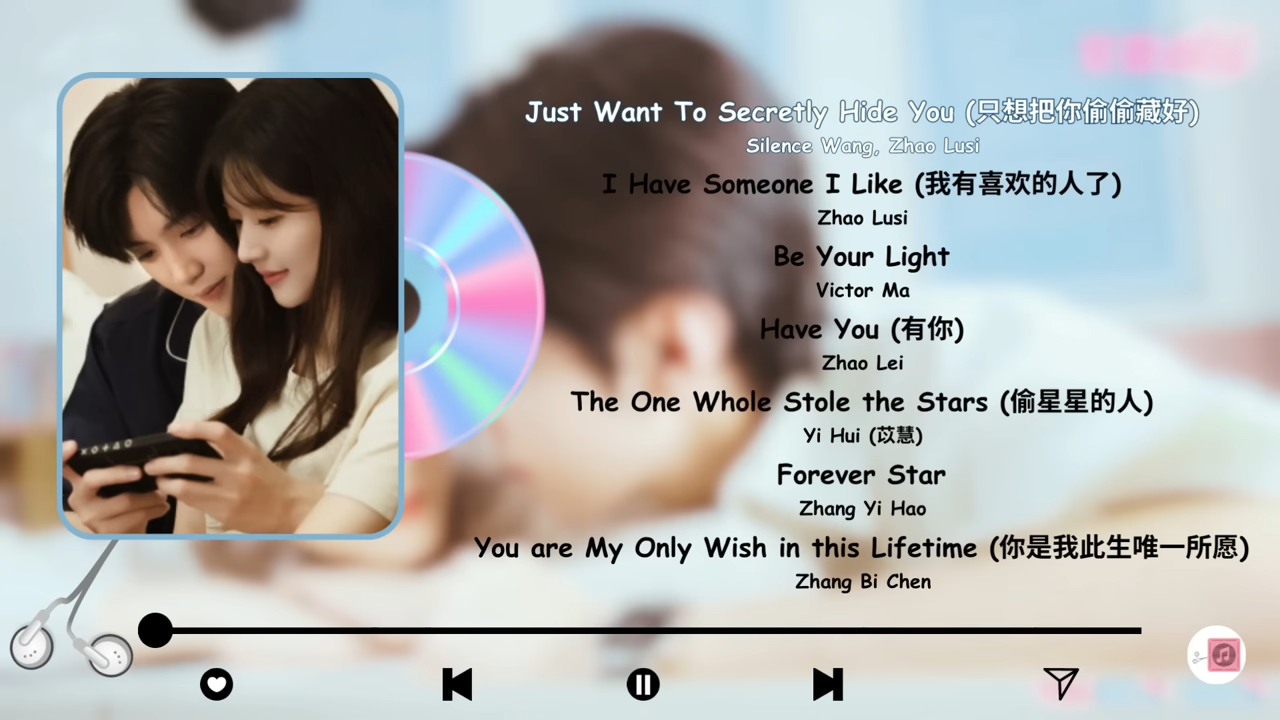 Just Want To Secretly Hide You (只想把你偷偷藏好)
Silence Wang, Zhao Lusi
I Have Someone I Like (我有喜欢的人了)
Zhao Lusi
Be Your Light
Victor Ma
Have You (有你)
Zhao Lei
The One Whole Stole the Stars (偷星星的人)
Yi Hui (苡慧)
Forever Star
Zhang Yi Hao
You are My Only Wish in this Lifetime (你是我此生唯一所愿)
Zhang Bi Chen